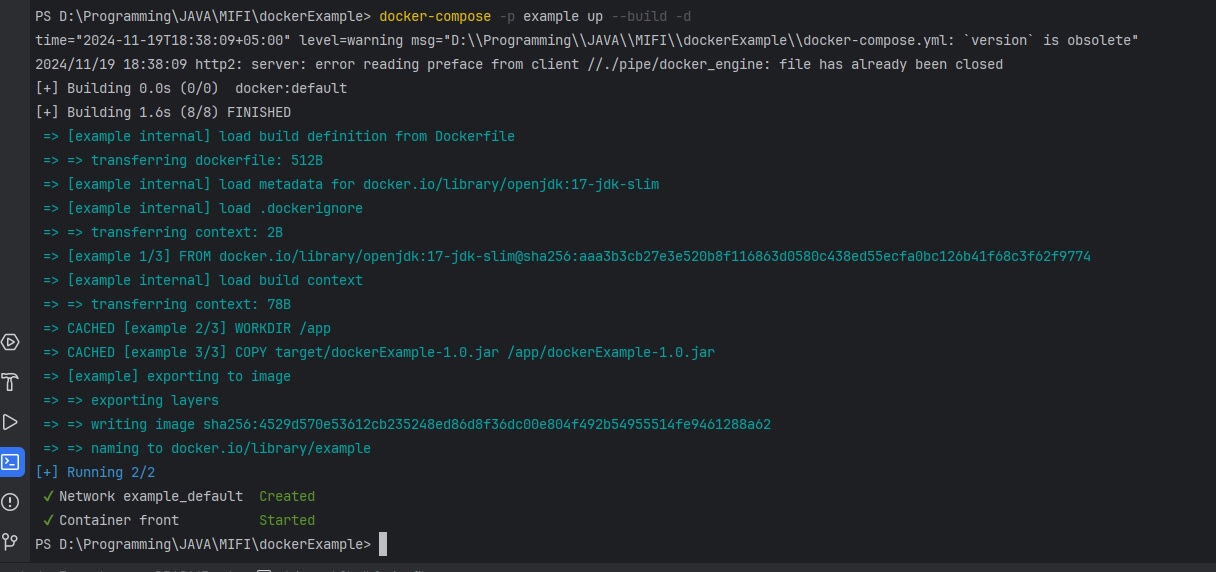 PS D:\Programming\JAVA\MIFI\dockerExample> docker-compose -p example up --build -d
time="2024-11-19T18:38:09+05:00" level=warning msg="D:\\Programming\\JAVA\\MIFI\\dockerExample\\docker-compose.yml: `version` is obsolete"
2024/11/19 18:38:09 http2: server: error reading preface from client //./pipe/docker_engine: file has already been closed
[+] Building 0.0s (0/0)  docker:default
[+] Building 1.6s (8/8) FINISHED
=> [example internal] load build definition from Dockerfile
=> => transferring dockerfile: 512B
=> [example internal] load metadata for docker.io/library/openjdk:17-jdk-slim
=> [example internal] load .dockerignore
=> => transferring context: 2B
=> [example 1/3] FROM docker.io/library/openjdk:17-jdk-slim@sha256:aaa3b3cb27e3e520b8f116863d0580c438ed55ecfa0bc126b41f68c3f62f9774
=> [example internal] load build context
=> => transferring context: 78B
=> CACHED [example 2/3] WORKDIR /app
=> CACHED [example 3/3] COPY target/dockerExample-1.0.jar /app/dockerExample-1.0.jar
=> [example] exporting to image
=> => exporting layers
=> => writing image sha256:4529d570e53612cb235248ed86d8f36dc00e804f492b54955514fe9461288a62
=> => naming to docker.io/library/example
[+] Running 2/2
✓ Network example_default  Created
✓ Container front          Started
PS D:\Programming\JAVA\MIFI\dockerExample>